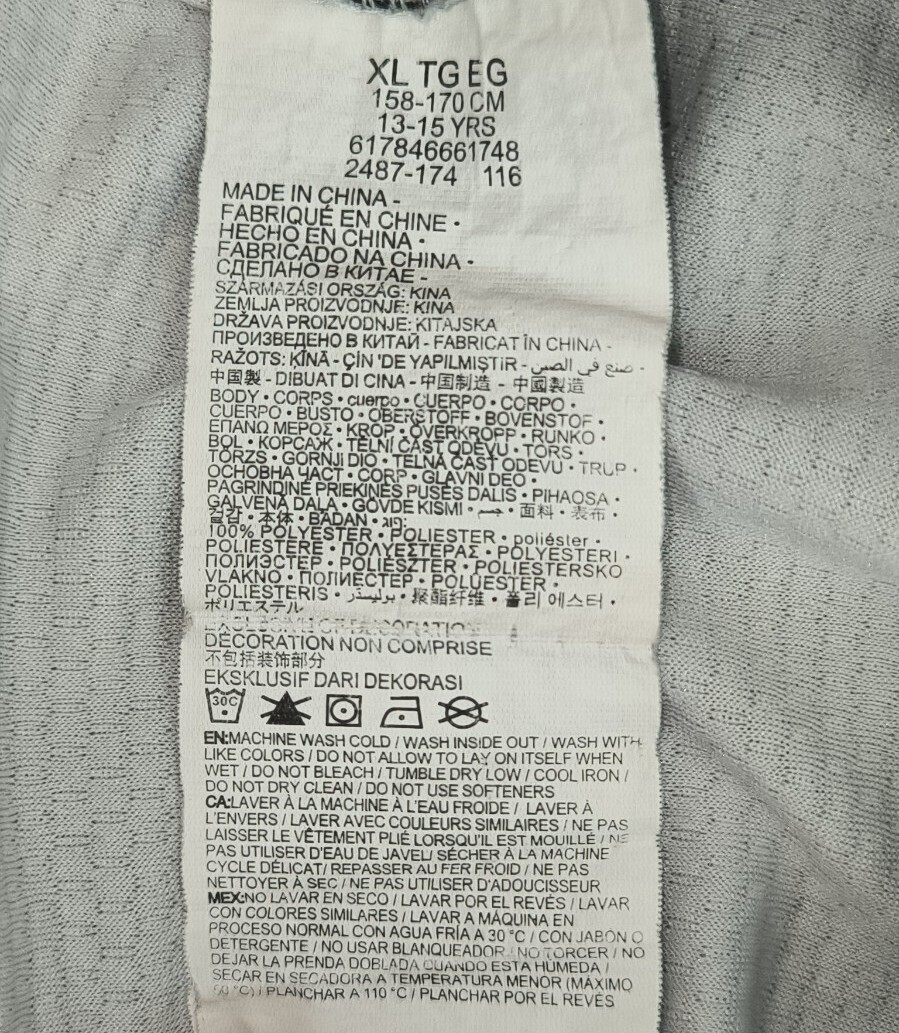 XL TG EG
158-170 CM
13-15 YRS
617846661748
2487-174 116
MADE IN CHINA -
FABRIQUÉ EN CHINE •
HECHO EN CHINA •
FABRICADO NA CHINA •
СДЕЛАНО В КИТАЕ -
SZÁRMAZÁSI ORSZÁG: KINA
ZEMLJA PROIZVODNJE: KINA
DRŽAVA PROIZVODNJE: KITAJSKA
ПРОИЗВЕДЕНО В КИТАЙ - FABRICAT ÎN CHINA -
RAŽOTS: ĶĪNĀ - ÇİN 'DE YAPILMIŞTIR - صنع في الصين -
中国製 - DIBUAT DI CINA - 中国制造 - 中國製造
BODY • CORPS • cuerpo • CUERPO • CORPO •
CUERPO • BUSTO • OBERSTOFF • BOVENSTOF •
ΕΠΑΝΩ ΜΕΡΟΣ • KROP • ÖVERKROPP • RUNKO •
BOL • КОРСАЖ • TELNÍ ČÁST ODĚVU • TORS •
TÖRZS • GORNJI DIO • TELNÁ ČASŤ ODEVU • TRUP •
ОСНОВНА ЧАСТ • CORP • GLAVNI DEO •
PAGRINDINĖ PRIEKINĖS PUSĖS DALIS • PIHAOSA •
GALVENĀ DAĻA • GÖVDE KISMI • جسم • 面料 • 表布 •
몸감 • 本体 • BADAN • גוף:
100% POLYESTER • POLIESTER • poliéster •
POLIESTERE • ΠΟΛΥΕΣΤΕΡΑΣ • POLYESTERI •
ПОЛИЭСТЕР • POLIÉSZTER • POLIESTERSKO
VLAKNO • ПОЛИЕСТЕР • POLÜESTER •
POLIESTERIS • بوليستر • 聚酯纤维 • 폴리 에스터 •
ポリエステル
EXCLUSIVE OF DECORATION
DÉCORATION NON COMPRISE
不包括装饰部分
EKSKLUSIF DARI DEKORASI
30C
EN:MACHINE WASH COLD / WASH INSIDE OUT / WASH WITH
LIKE COLORS / DO NOT ALLOW TO LAY ON ITSELF WHEN
WET / DO NOT BLEACH / TUMBLE DRY LOW / COOL IRON /
DO NOT DRY CLEAN / DO NOT USE SOFTENERS
CA:LAVER À LA MACHINE À L'EAU FROIDE / LAVER À
L'ENVERS / LAVER AVEC COULEURS SIMILAIRES / NE PAS
LAISSER LE VÊTEMENT PLIÉ LORSQU'IL EST MOUILLÉ / NE
PAS UTILISER D'EAU DE JAVEL/ SÉCHER À LA MACHINE
CYCLE DÉLICAT/ REPASSER AU FER FROID / NE PAS
NETTOYER À SEC / NE PAS UTILISER D'ADOUCISSEUR
MEX:NO LAVAR EN SECO / LAVAR POR EL REVÉS / LAVAR
CON COLORES SIMILARES / LAVAR A MÁQUINA EN
PROCESO NORMAL CON AGUA FRÍA A 30 °C / CON JABÓN O
DETERGENTE / NO USAR BLANQUEADOR / NO TORCER / NO
DEJAR LA PRENDA DOBLADA CUANDO ESTA HÚMEDA /
SECAR EN SECADORA A TEMPERATURA MENOR (MÁXIMO
°C) / PLANCHAR A 110 °C / PLANCHAR POR EL REVÉS